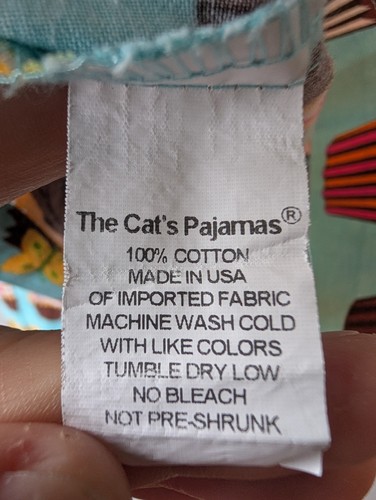 The Cat's Pajamas®
100% COTTON
MADE IN USA
OF IMPORTED FABRIC
MACHINE WASH COLD
WITH LIKE COLORS
TUMBLE DRY LOW
NO BLEACH
NOT PRE-SHRUNK